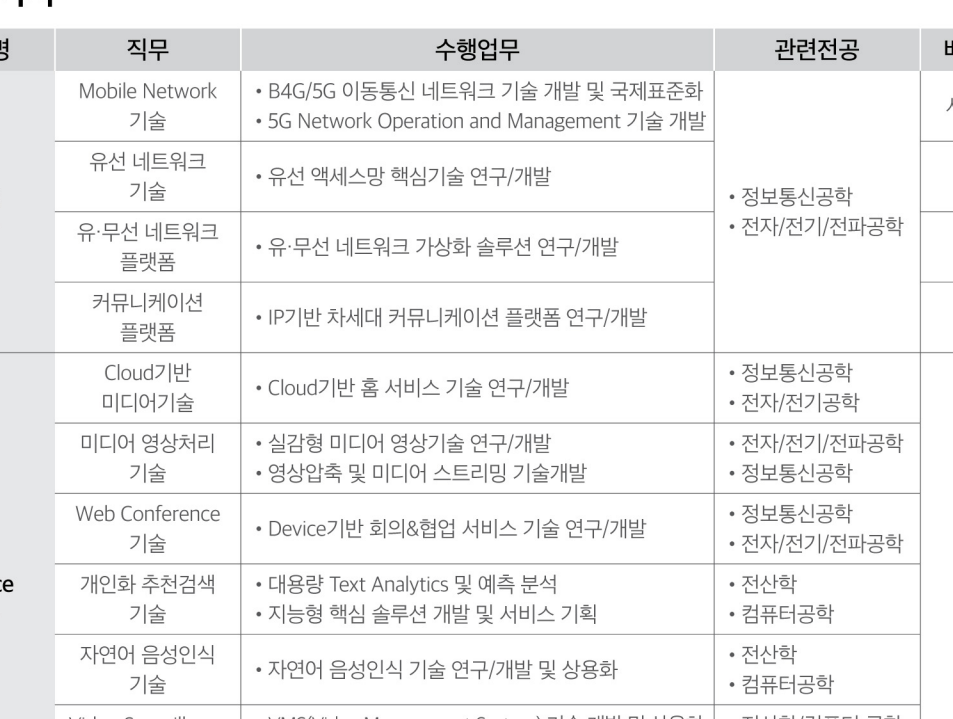 직무 수행업무 관련전공
Mobile Network
기술
• B4G/5G 이동통신 네트워크 기술 개발 및 국제표준화
• 5G Network Operation and Management 기술 개발
유선 네트워크
기술
• 유선 액세스망 핵심기술 연구/개발
• 정보통신공학
• 전자/전기/전파공학
유·무선 네트워크
플랫폼
• 유·무선 네트워크 가상화 솔루션 연구/개발
커뮤니케이션
플랫폼
• IP기반 차세대 커뮤니케이션 플랫폼 연구/개발
Cloud기반
미디어기술
• Cloud기반 홈 서비스 기술 연구/개발
• 정보통신공학
• 전자/전기공학
미디어 영상처리
기술
• 실감형 미디어 영상기술 연구/개발
• 영상압축 및 미디어 스트리밍 기술개발
• 전자/전기/전파공학
• 정보통신공학
Web Conference
기술
• Device기반 회의&협업 서비스 기술 연구/개발
• 정보통신공학
• 전자/전기/전파공학
개인화 추천검색
기술
• 대용량 Text Analytics 및 예측 분석
• 지능형 핵심 솔루션 개발 및 서비스 기획
• 전산학
• 컴퓨터공학
자연어 음성인식
기술
• 자연어 음성인식 기술 연구/개발 및 상용화
• 전산학
• 컴퓨터공학